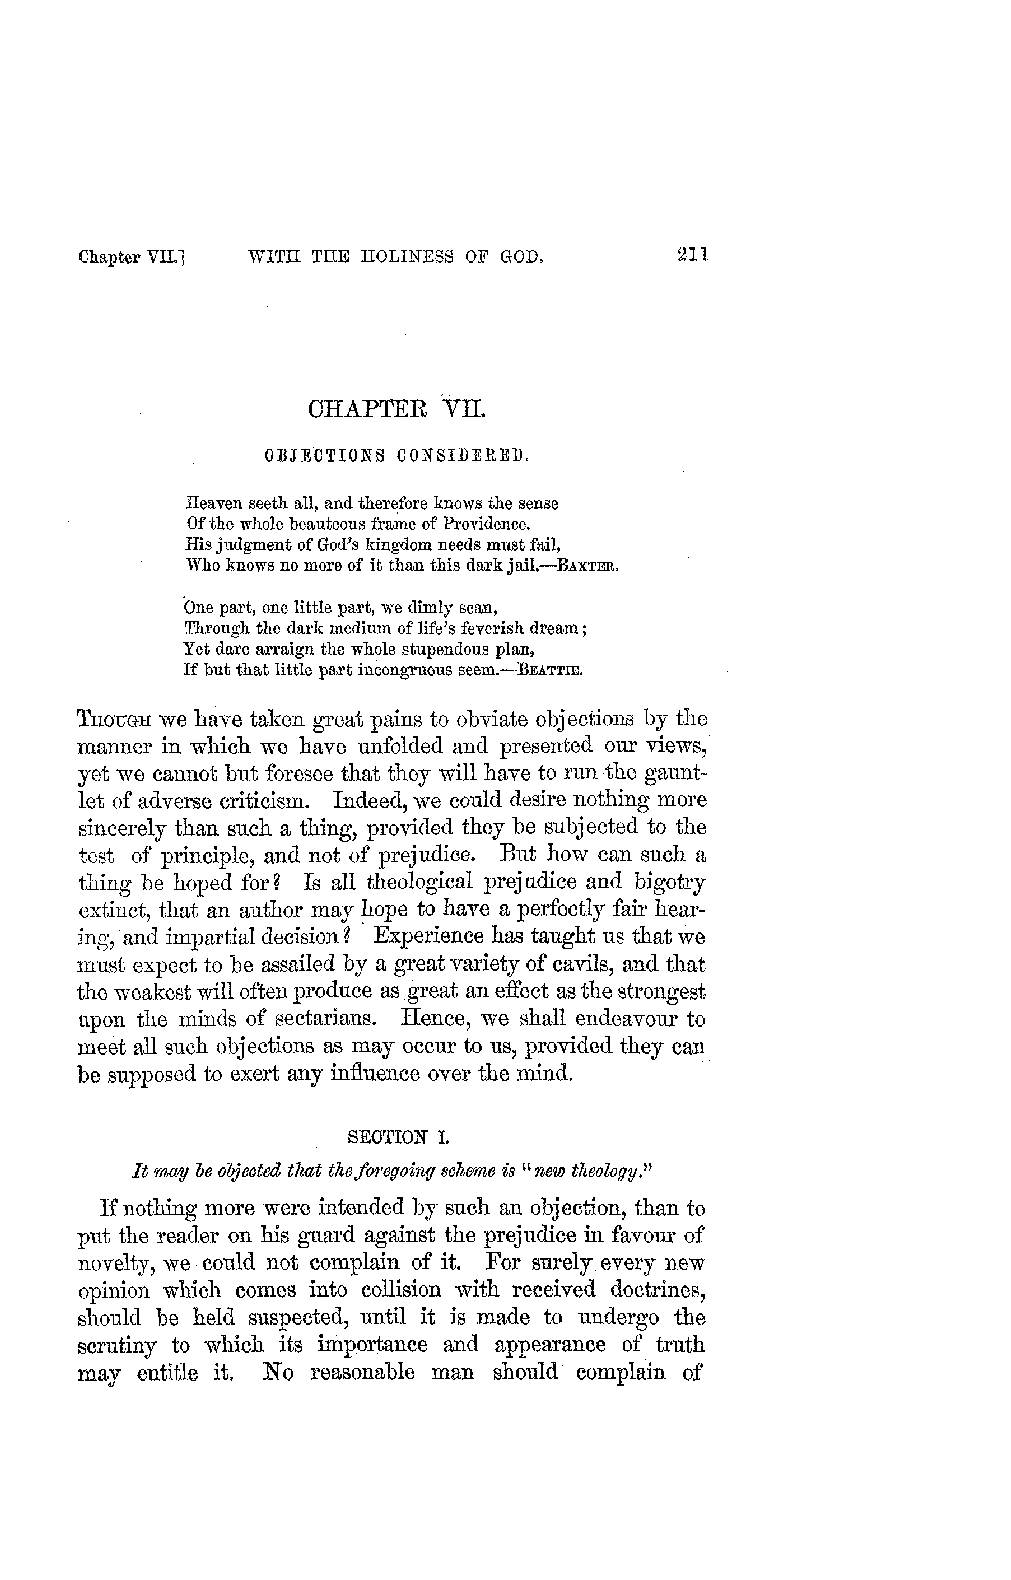 Chapter VII.] WITH THE HOLINESS OF GOD. 211
CHAPTER VII.
OBJECTIONS CONSIDERED.
Heaven seeth all, and therefore knows the sense
Of the whole beauteous frame of Providence.
His judgment of God's kingdom needs must fail,
Who knows no more of it than this dark jail.—BAXTER.
One part, one little part, we dimly scan,
Through the dark medium of life's feverish dream;
Yet dare arraign the whole stupendous plan,
If but that little part incongruous seem.—BEATTIE.
THOUGH we have taken great pains to obviate objections by the
manner in which we have unfolded and presented our views,
yet we cannot but foresee that they will have to run the gaunt-
let of adverse criticism. Indeed, we could desire nothing more
sincerely than such a thing, provided they be subjected to the
test of principle, and not of prejudice. But how can such a
thing be hoped for? Is all theological prejudice and bigotry
extinct, that an author may hope to have a perfectly fair hear-
ing, and impartial decision? Experience has taught us that we
must expect to be assailed by a great variety of cavils, and that
the weakest will often produce as great an effect as the strongest
upon the minds of sectarians. Hence, we shall endeavour to
meet all such objections as may occur to us, provided they can
be supposed to exert any influence over the mind.
SECTION I.
It may be objected that the foregoing scheme is "new theology."
If nothing more were intended by such an objection, than to
put the reader on his guard against the prejudice in favour of
novelty, we could not complain of it. For surely every new
opinion which comes into collision with received doctrines,
should be held suspected, until it is made to undergo the
scrutiny to which its importance and appearance of truth
may entitle it. No reasonable man should complain of